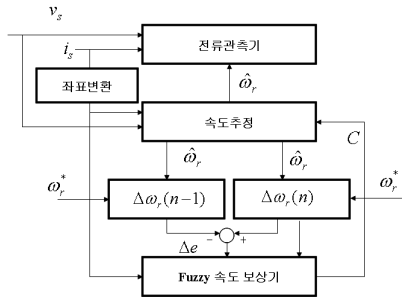 v_s
i_s
전류관측기
좌표변환
ω̂_r
속도추정
C
ω̂_r ω̂_r
ω_r^* Δω_r(n−1) Δω_r(n) ω_r^*
− +
Δe
Fuzzy 속도 보상기